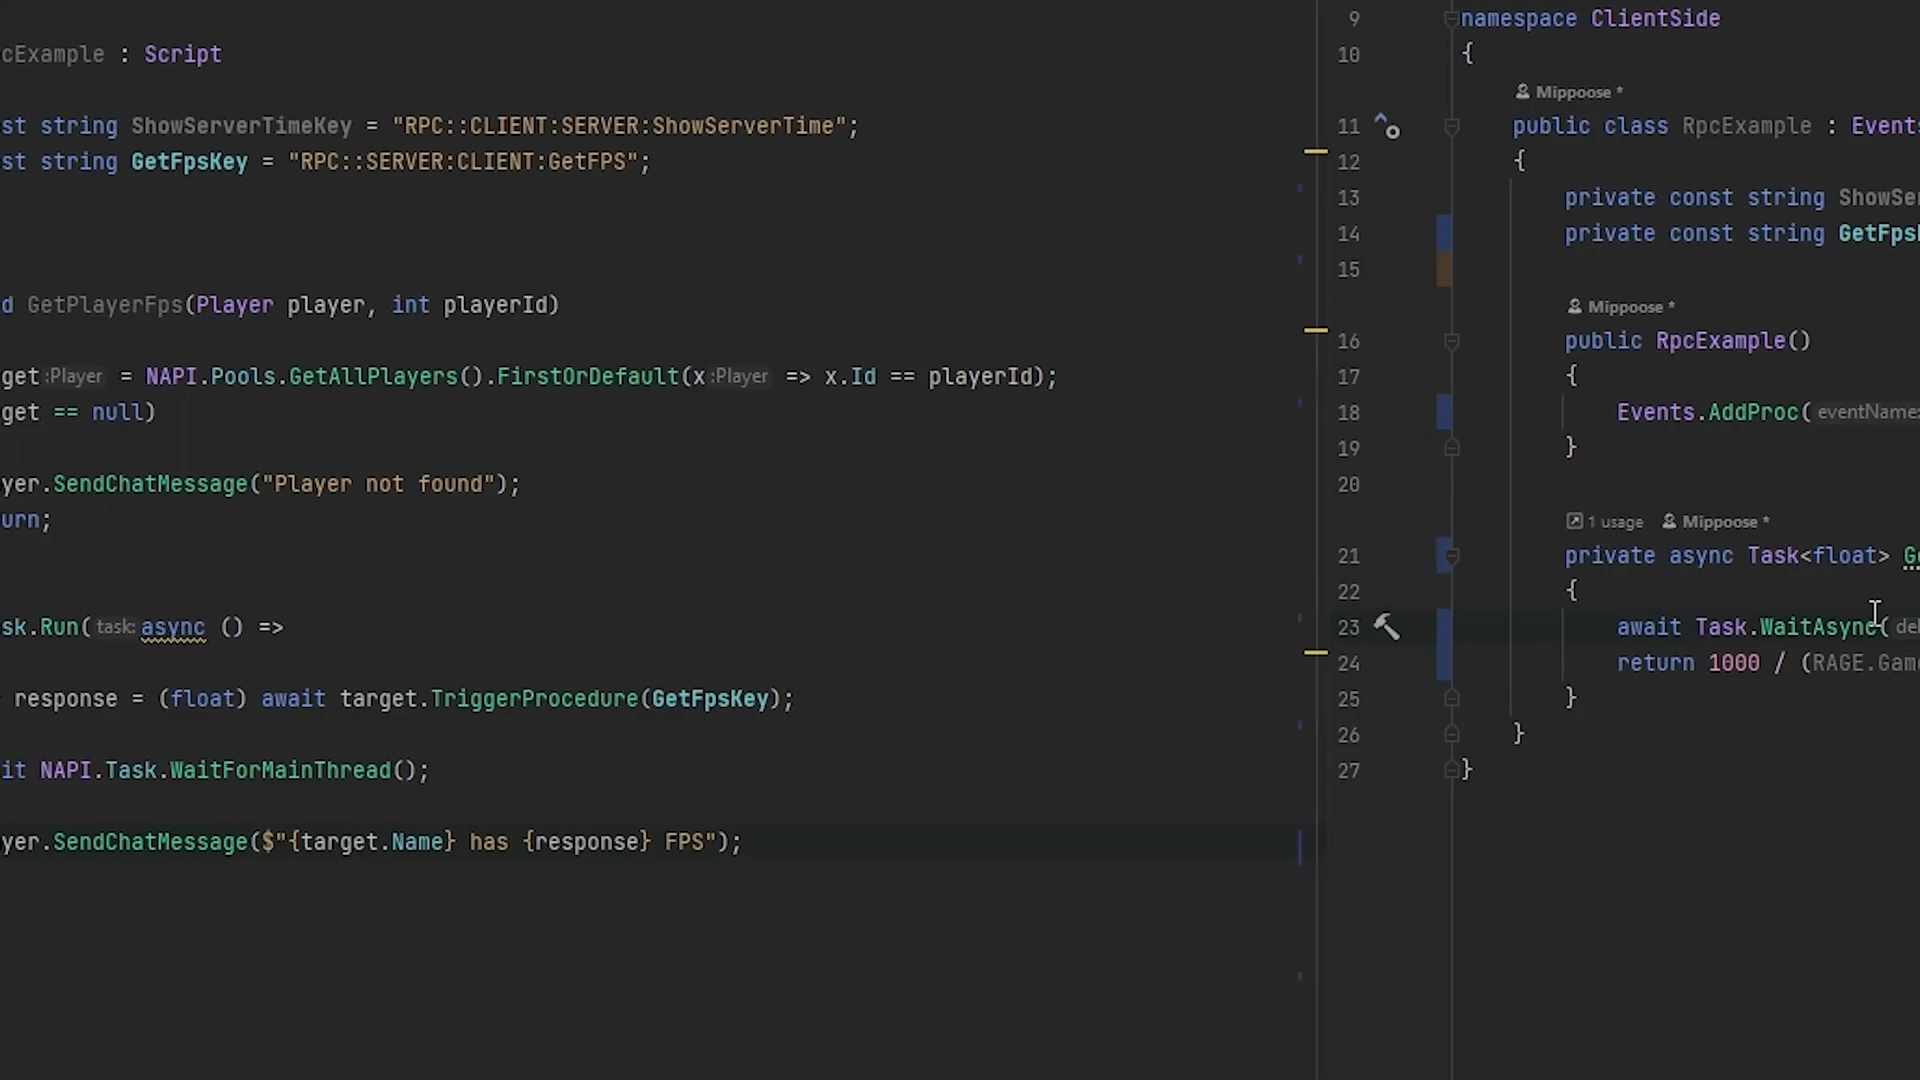 cExample : Script
st string ShowServerTimeKey = "RPC::CLIENT:SERVER:ShowServerTime";
st string GetFpsKey = "RPC::SERVER:CLIENT:GetFPS";
d GetPlayerFps(Player player, int playerId)
get :Player = NAPI.Pools.GetAllPlayers().FirstOrDefault(x :Player => x.Id == playerId);
get == null)
yer.SendChatMessage("Player not found");
urn;
sk.Run( task: async () =>
response = (float) await target.TriggerProcedure(GetFpsKey);
it NAPI.Task.WaitForMainThread();
yer.SendChatMessage($"{target.Name} has {response} FPS");
9 namespace ClientSide
10 {
Mippoose *
11 public class RpcExample : Events
12 {
13 private const string ShowSer
14 private const string GetFpsK
15
Mippoose *
16 public RpcExample()
17 {
18 Events.AddProc( eventName:
19 }
20
1 usage Mippoose *
21 private async Task<float> Ge
22 {
23 await Task.WaitAsync( del
24 return 1000 / (RAGE.Game
25 }
26 }
27 }